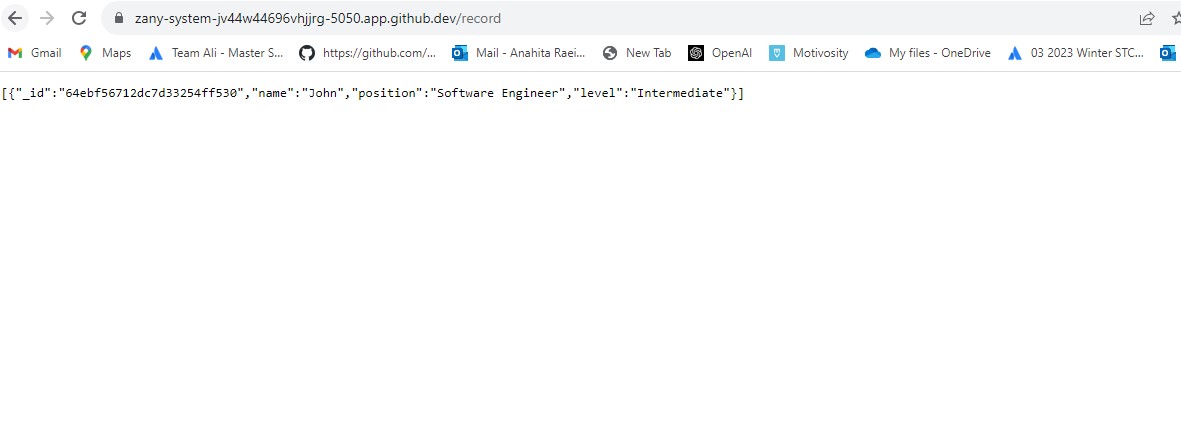 zany-system-jv44w44696vhjjrg-5050.app.github.dev/record
Gmail Maps Team Ali - Master S... https://github.com/... Mail - Anahita Raei... New Tab OpenAI Motivosity My files - OneDrive 03 2023 Winter STC...
[{"_id":"64ebf56712dc7d33254ff530","name":"John","position":"Software Engineer","level":"Intermediate"}]